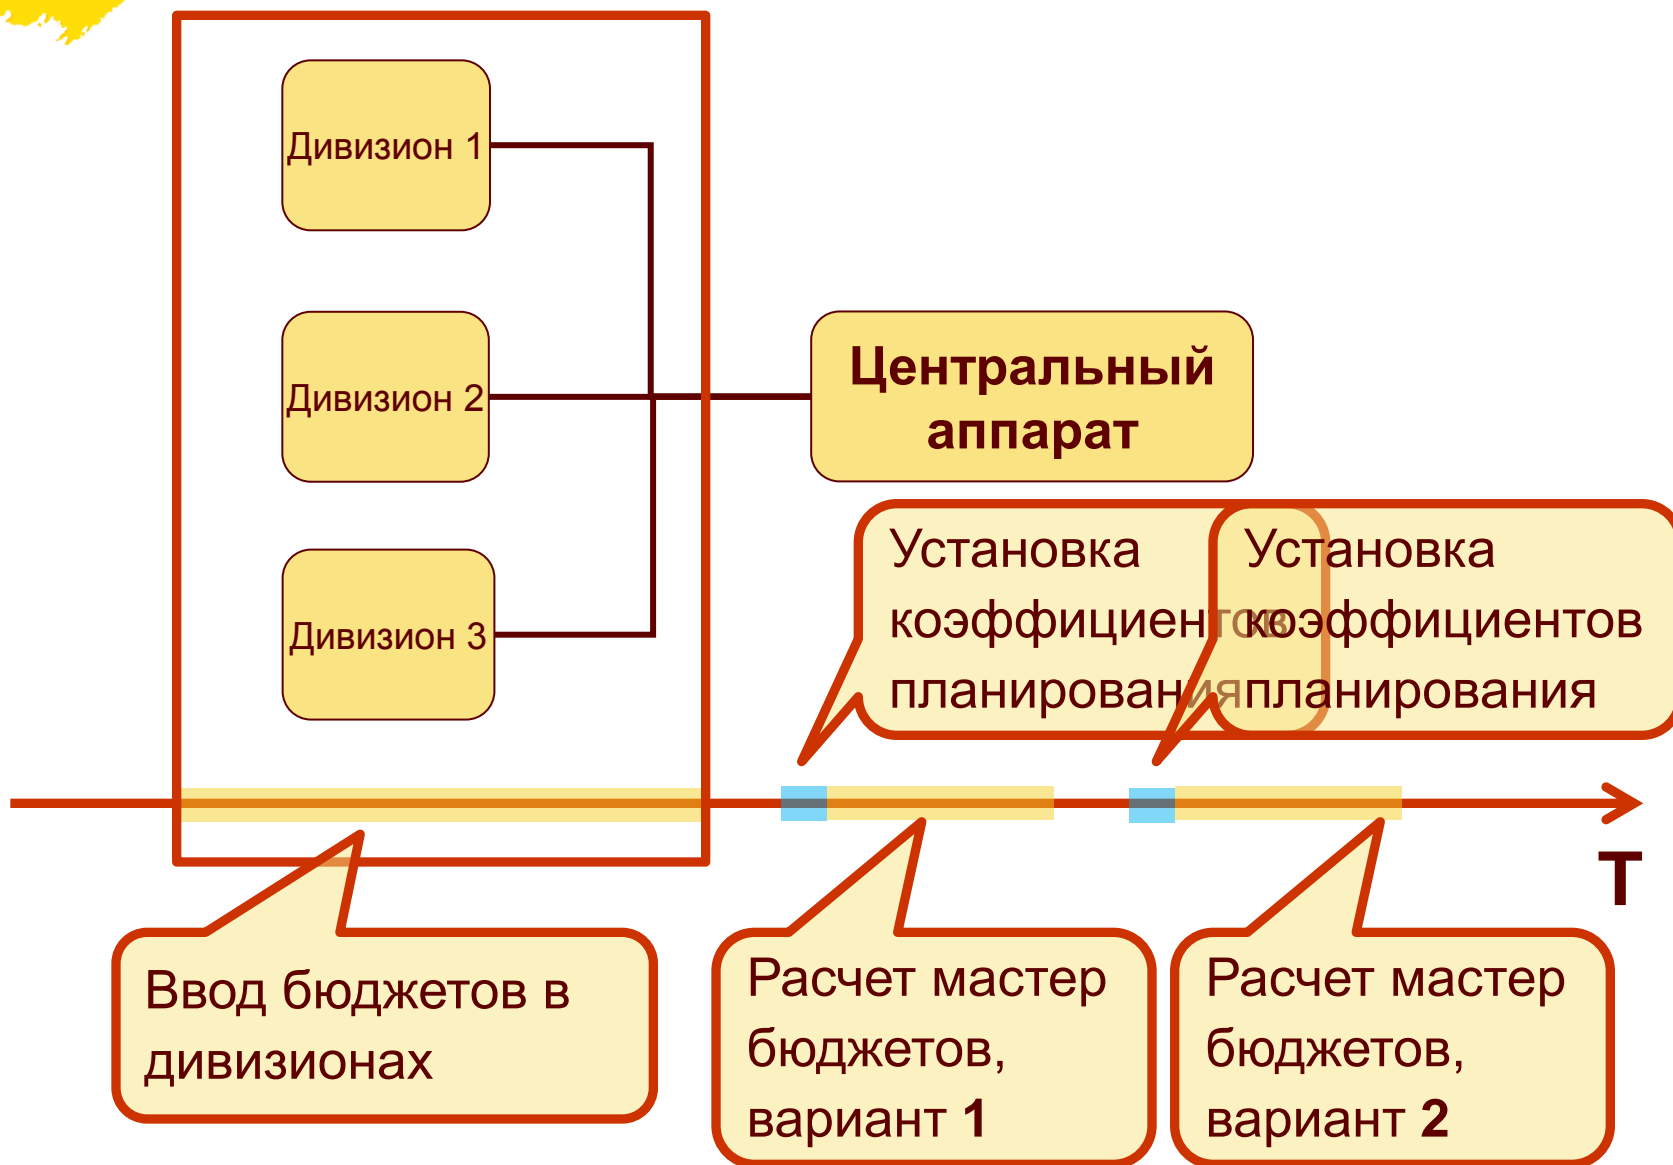 Дивизион 1
Дивизион 2
Дивизион 3
Центральный
аппарат
Установка
коэффициентов
планирования
Установка
коэффициентов
планирования
Т
Ввод бюджетов в
дивизионах
Расчет мастер
бюджетов,
вариант 1
Расчет мастер
бюджетов,
вариант 2